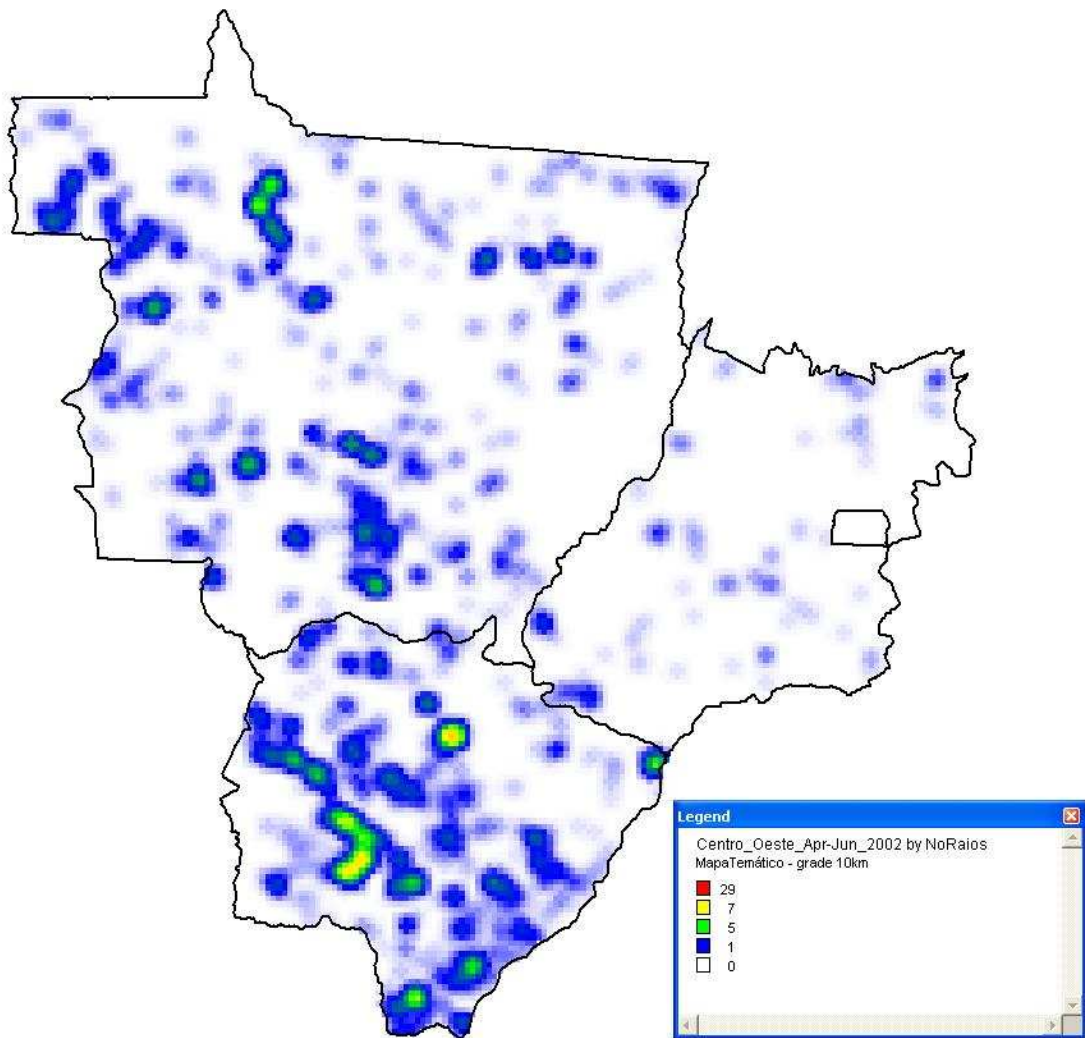 Legend
Centro_Oeste_Apr-Jun_2002 by NoRaios
MapaTemático - grade 10km
29
7
5
1
0